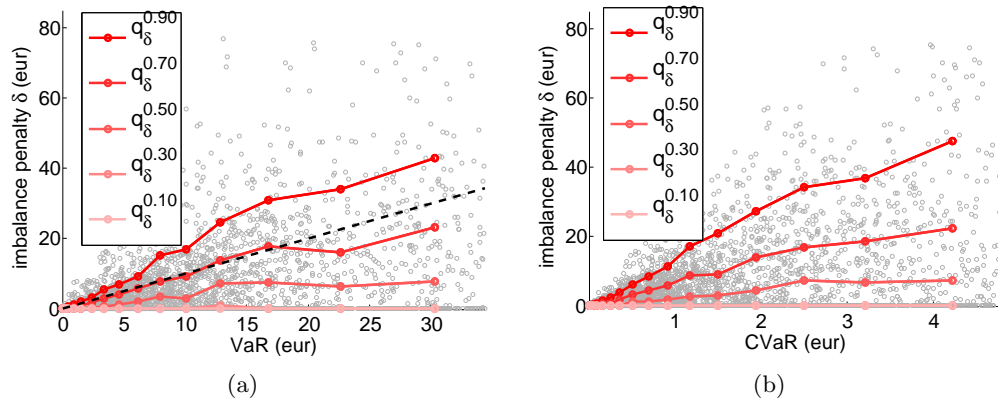 80
60
40
20
0
imbalance penalty δ (eur)
q_δ^0.90
q_δ^0.70
q_δ^0.50
q_δ^0.30
q_δ^0.10
0 5 10 15 20 25 30
VaR (eur)
(a)
80
60
40
20
0
imbalance penalty δ (eur)
q_δ^0.90
q_δ^0.70
q_δ^0.50
q_δ^0.30
q_δ^0.10
1 2 3 4
CVaR (eur)
(b)